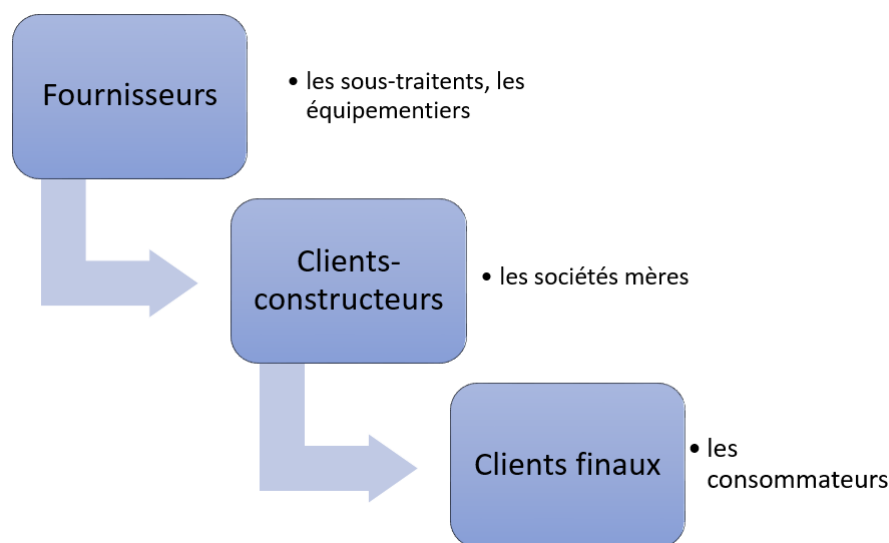 Fournisseurs
• les sous-traitents, les
équipementiers
Clients-
constructeurs
• les sociétés mères
Clients finaux
• les
consommateurs